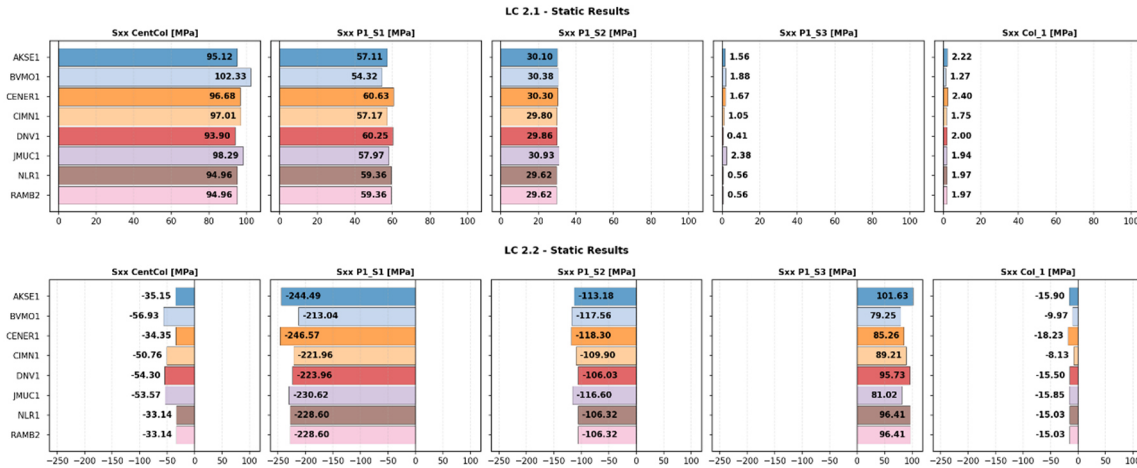 LC 2.1 - Static Results
Sxx CentCol [MPa] Sxx P1_S1 [MPa] Sxx P1_S2 [MPa] Sxx P1_S3 [MPa] Sxx Col_1 [MPa]
AKSE1 95.12 57.11 30.10 1.56 2.22
BVMO1 102.33 54.32 30.38 1.88 1.27
CENER1 96.68 60.63 30.30 1.67 2.40
CIMN1 97.01 57.17 29.80 1.05 1.75
DNV1 93.90 60.25 29.86 0.41 2.00
JMUC1 98.29 57.97 30.93 2.38 1.94
NLR1 94.96 59.36 29.62 0.56 1.97
RAMB2 94.96 59.36 29.62 0.56 1.97
0 20 40 60 80 100 0 20 40 60 80 100 0 20 40 60 80 100 0 20 40 60 80 100 0 20 40 60 80 100
LC 2.2 - Static Results
Sxx CentCol [MPa] Sxx P1_S1 [MPa] Sxx P1_S2 [MPa] Sxx P1_S3 [MPa] Sxx Col_1 [MPa]
AKSE1 -35.15 -244.49 -113.18 101.63 -15.90
BVMO1 -56.93 -213.04 -117.56 79.25 -9.97
CENER1 -34.35 -246.57 -118.30 85.26 -18.23
CIMN1 -50.76 -221.96 -109.90 89.21 -8.13
DNV1 -54.30 -223.96 -106.03 95.73 -15.50
JMUC1 -53.57 -230.62 -116.60 81.02 -15.85
NLR1 -33.14 -228.60 -106.32 96.41 -15.03
RAMB2 -33.14 -228.60 -106.32 96.41 -15.03
-250 -200 -150 -100 -50 0 50 100 -250 -200 -150 -100 -50 0 50 100 -250 -200 -150 -100 -50 0 50 100 -250 -200 -150 -100 -50 0 50 100 -250 -200 -150 -100 -50 0 50 100